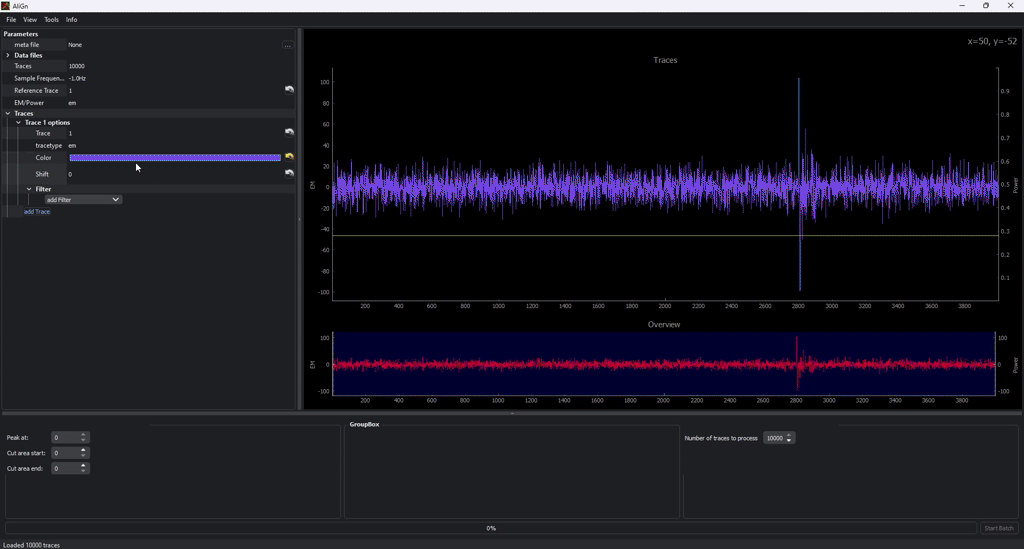 AliGn
File View Tools Info
Parameters
meta file None ...
Data files
Traces 10000
Sample Frequen... -1.0Hz
Reference Trace 1
EM/Power em
Traces
Trace 1 options
Trace 1
tracetype em
Color
Shift 0
Filter
add Filter
add Trace
x=50, y=-52
Traces
100
80
60
40
20
0
-20
-40
-60
-80
-100
EM
0.9
0.8
0.7
0.6
0.5
0.4
0.3
0.2
0.1
Power
200 400 600 800 1000 1200 1400 1600 1800 2000 2200 2400 2600 2800 3000 3200 3400 3600 3800
Overview
100
0
-100
EM
100
0
-100
Power
200 400 600 800 1000 1200 1400 1600 1800 2000 2200 2400 2600 2800 3000 3200 3400 3600 3800
Peak at: 0
Cut area start: 0
Cut area end: 0
GroupBox
Number of traces to process 10000
0%
Start Batch
Loaded 10000 traces